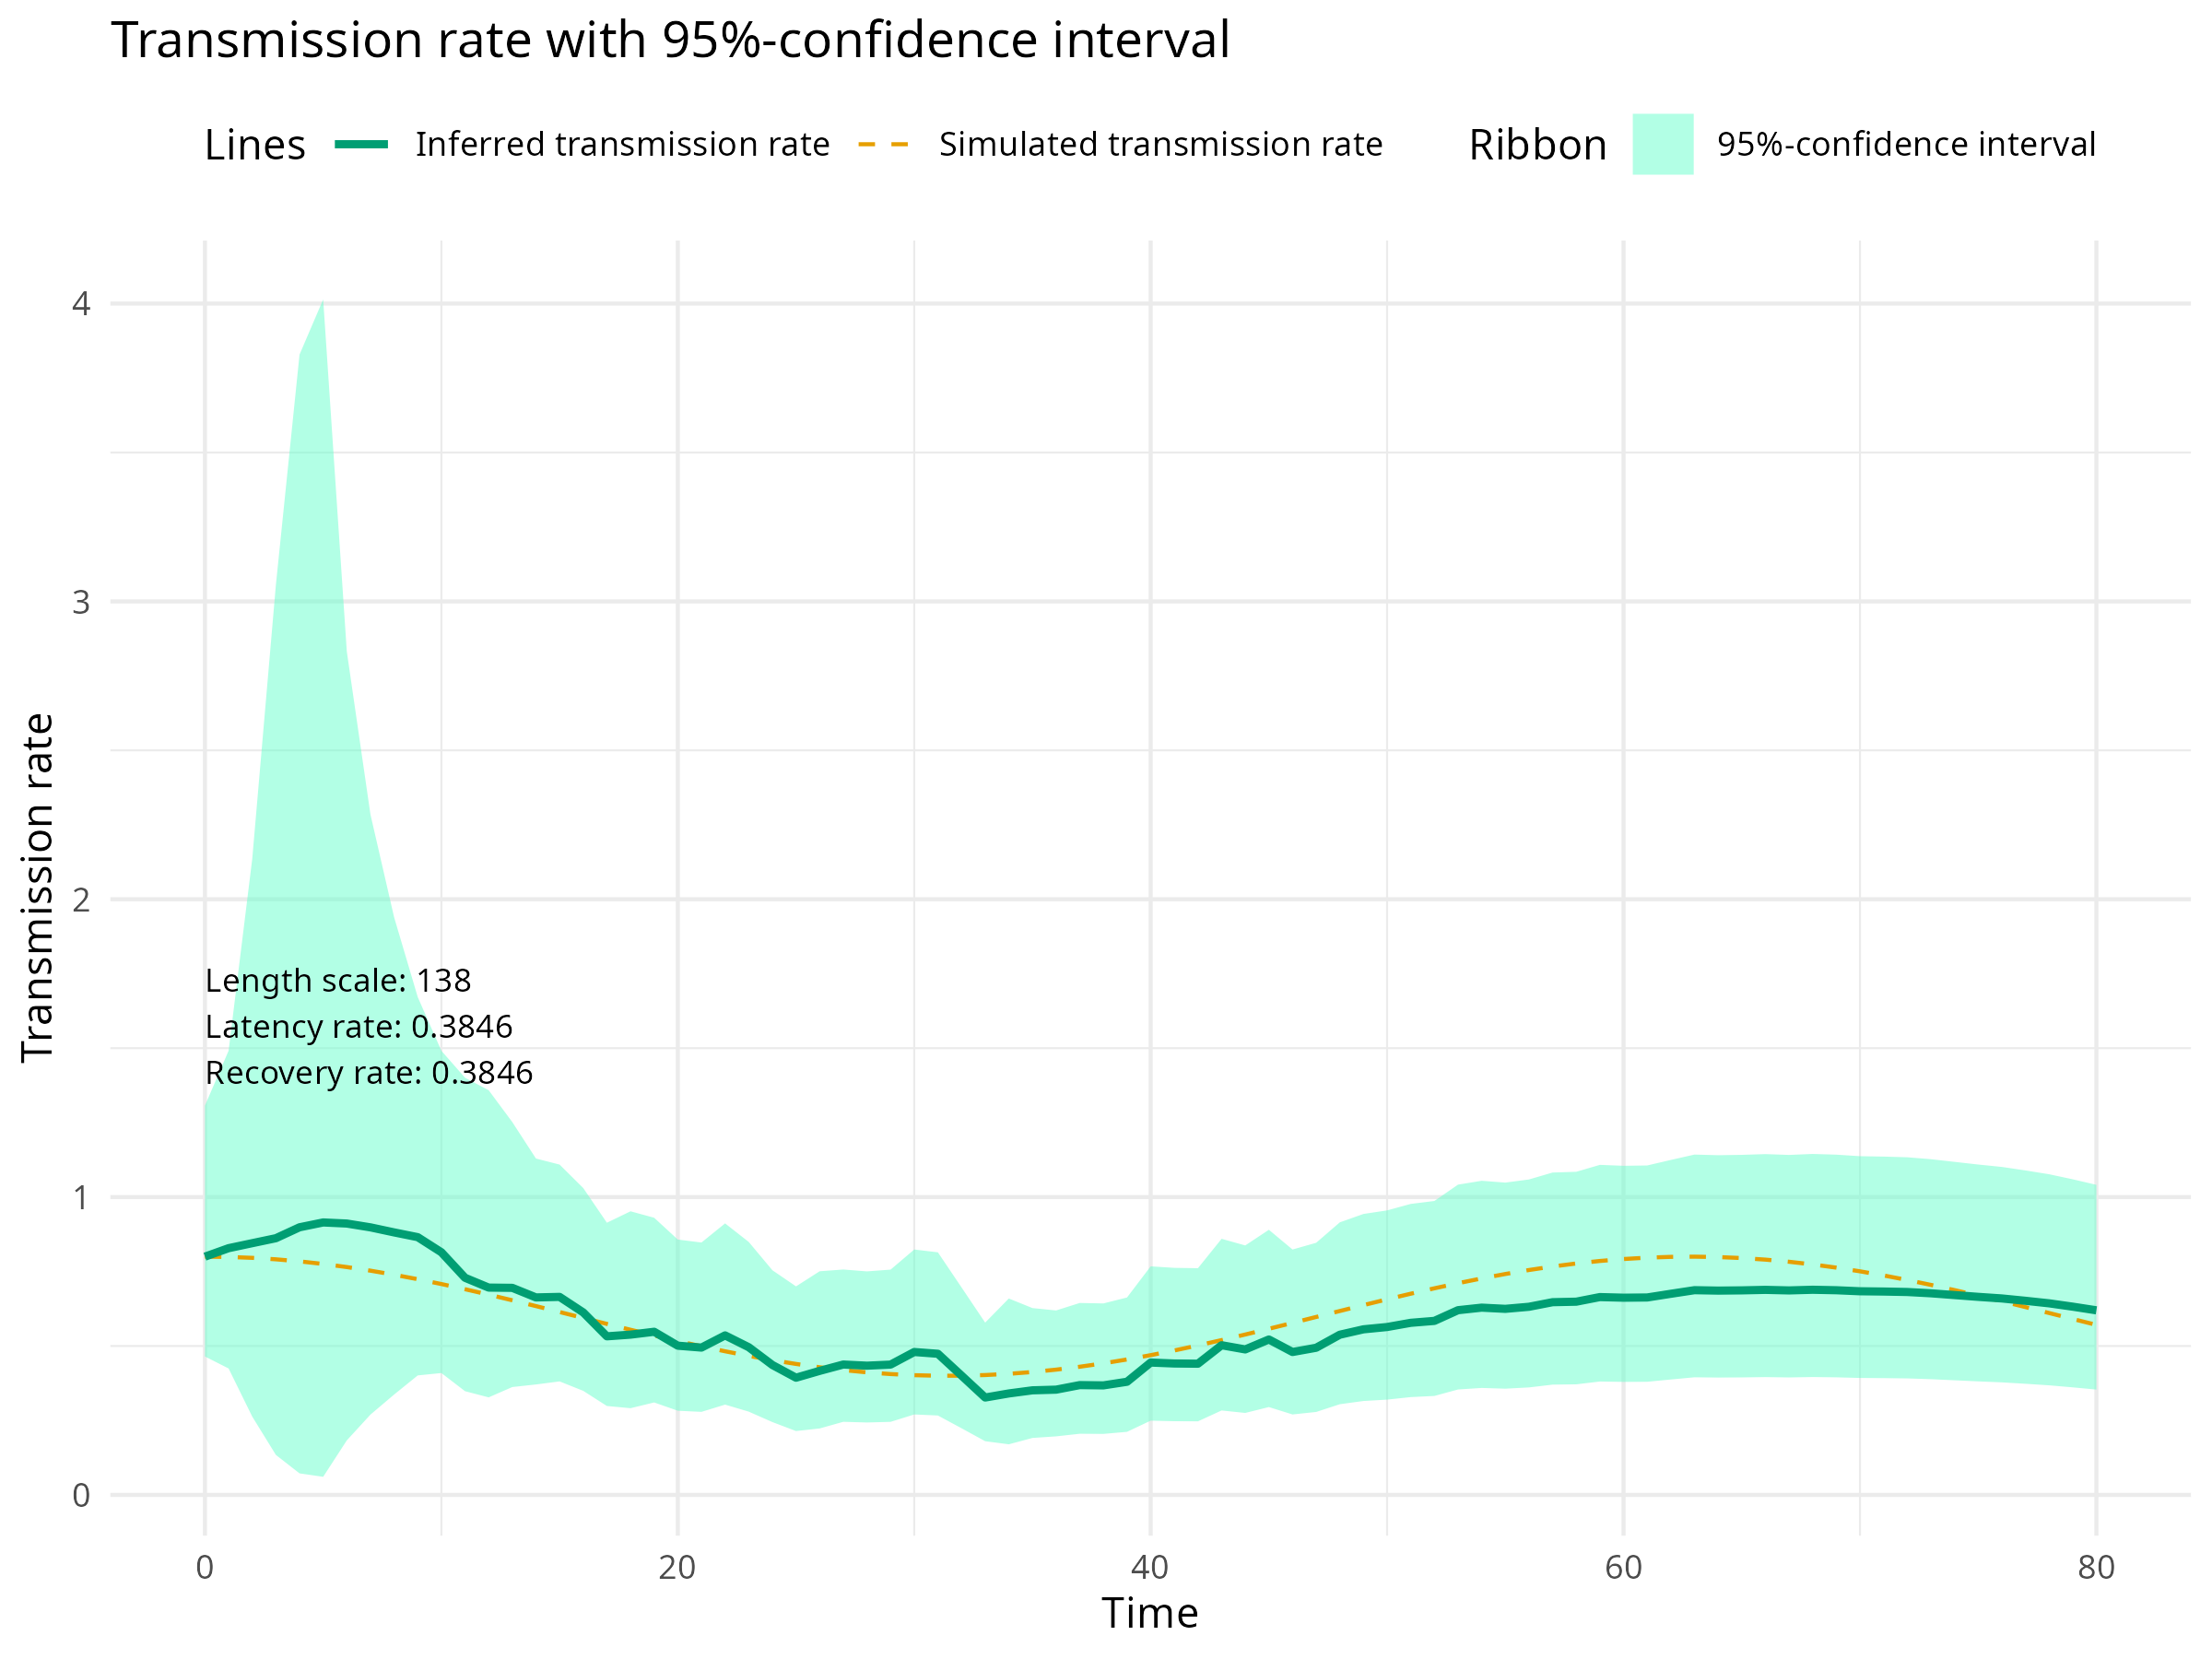 Transmission rate with 95%-confidence interval
Lines Inferred transmission rate Simulated transmission rate Ribbon 95%-confidence interval
4
3
2
1
0
Transmission rate
Length scale: 138
Latency rate: 0.3846
Recovery rate: 0.3846
0 20 40 60 80
Time